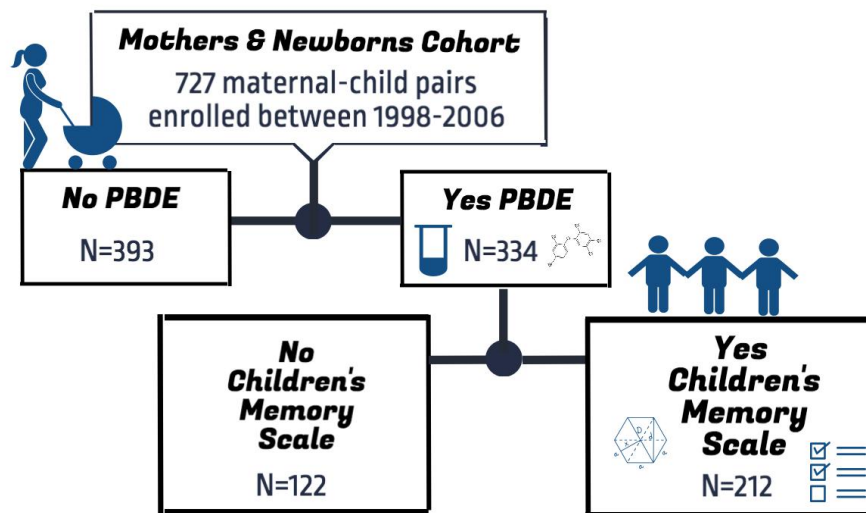 Mothers & Newborns Cohort
727 maternal-child pairs
enrolled between 1998-2006
No PBDE
N=393
Yes PBDE
N=334
No
Children's
Memory
Scale
N=122
Yes
Children's
Memory
Scale
N=212